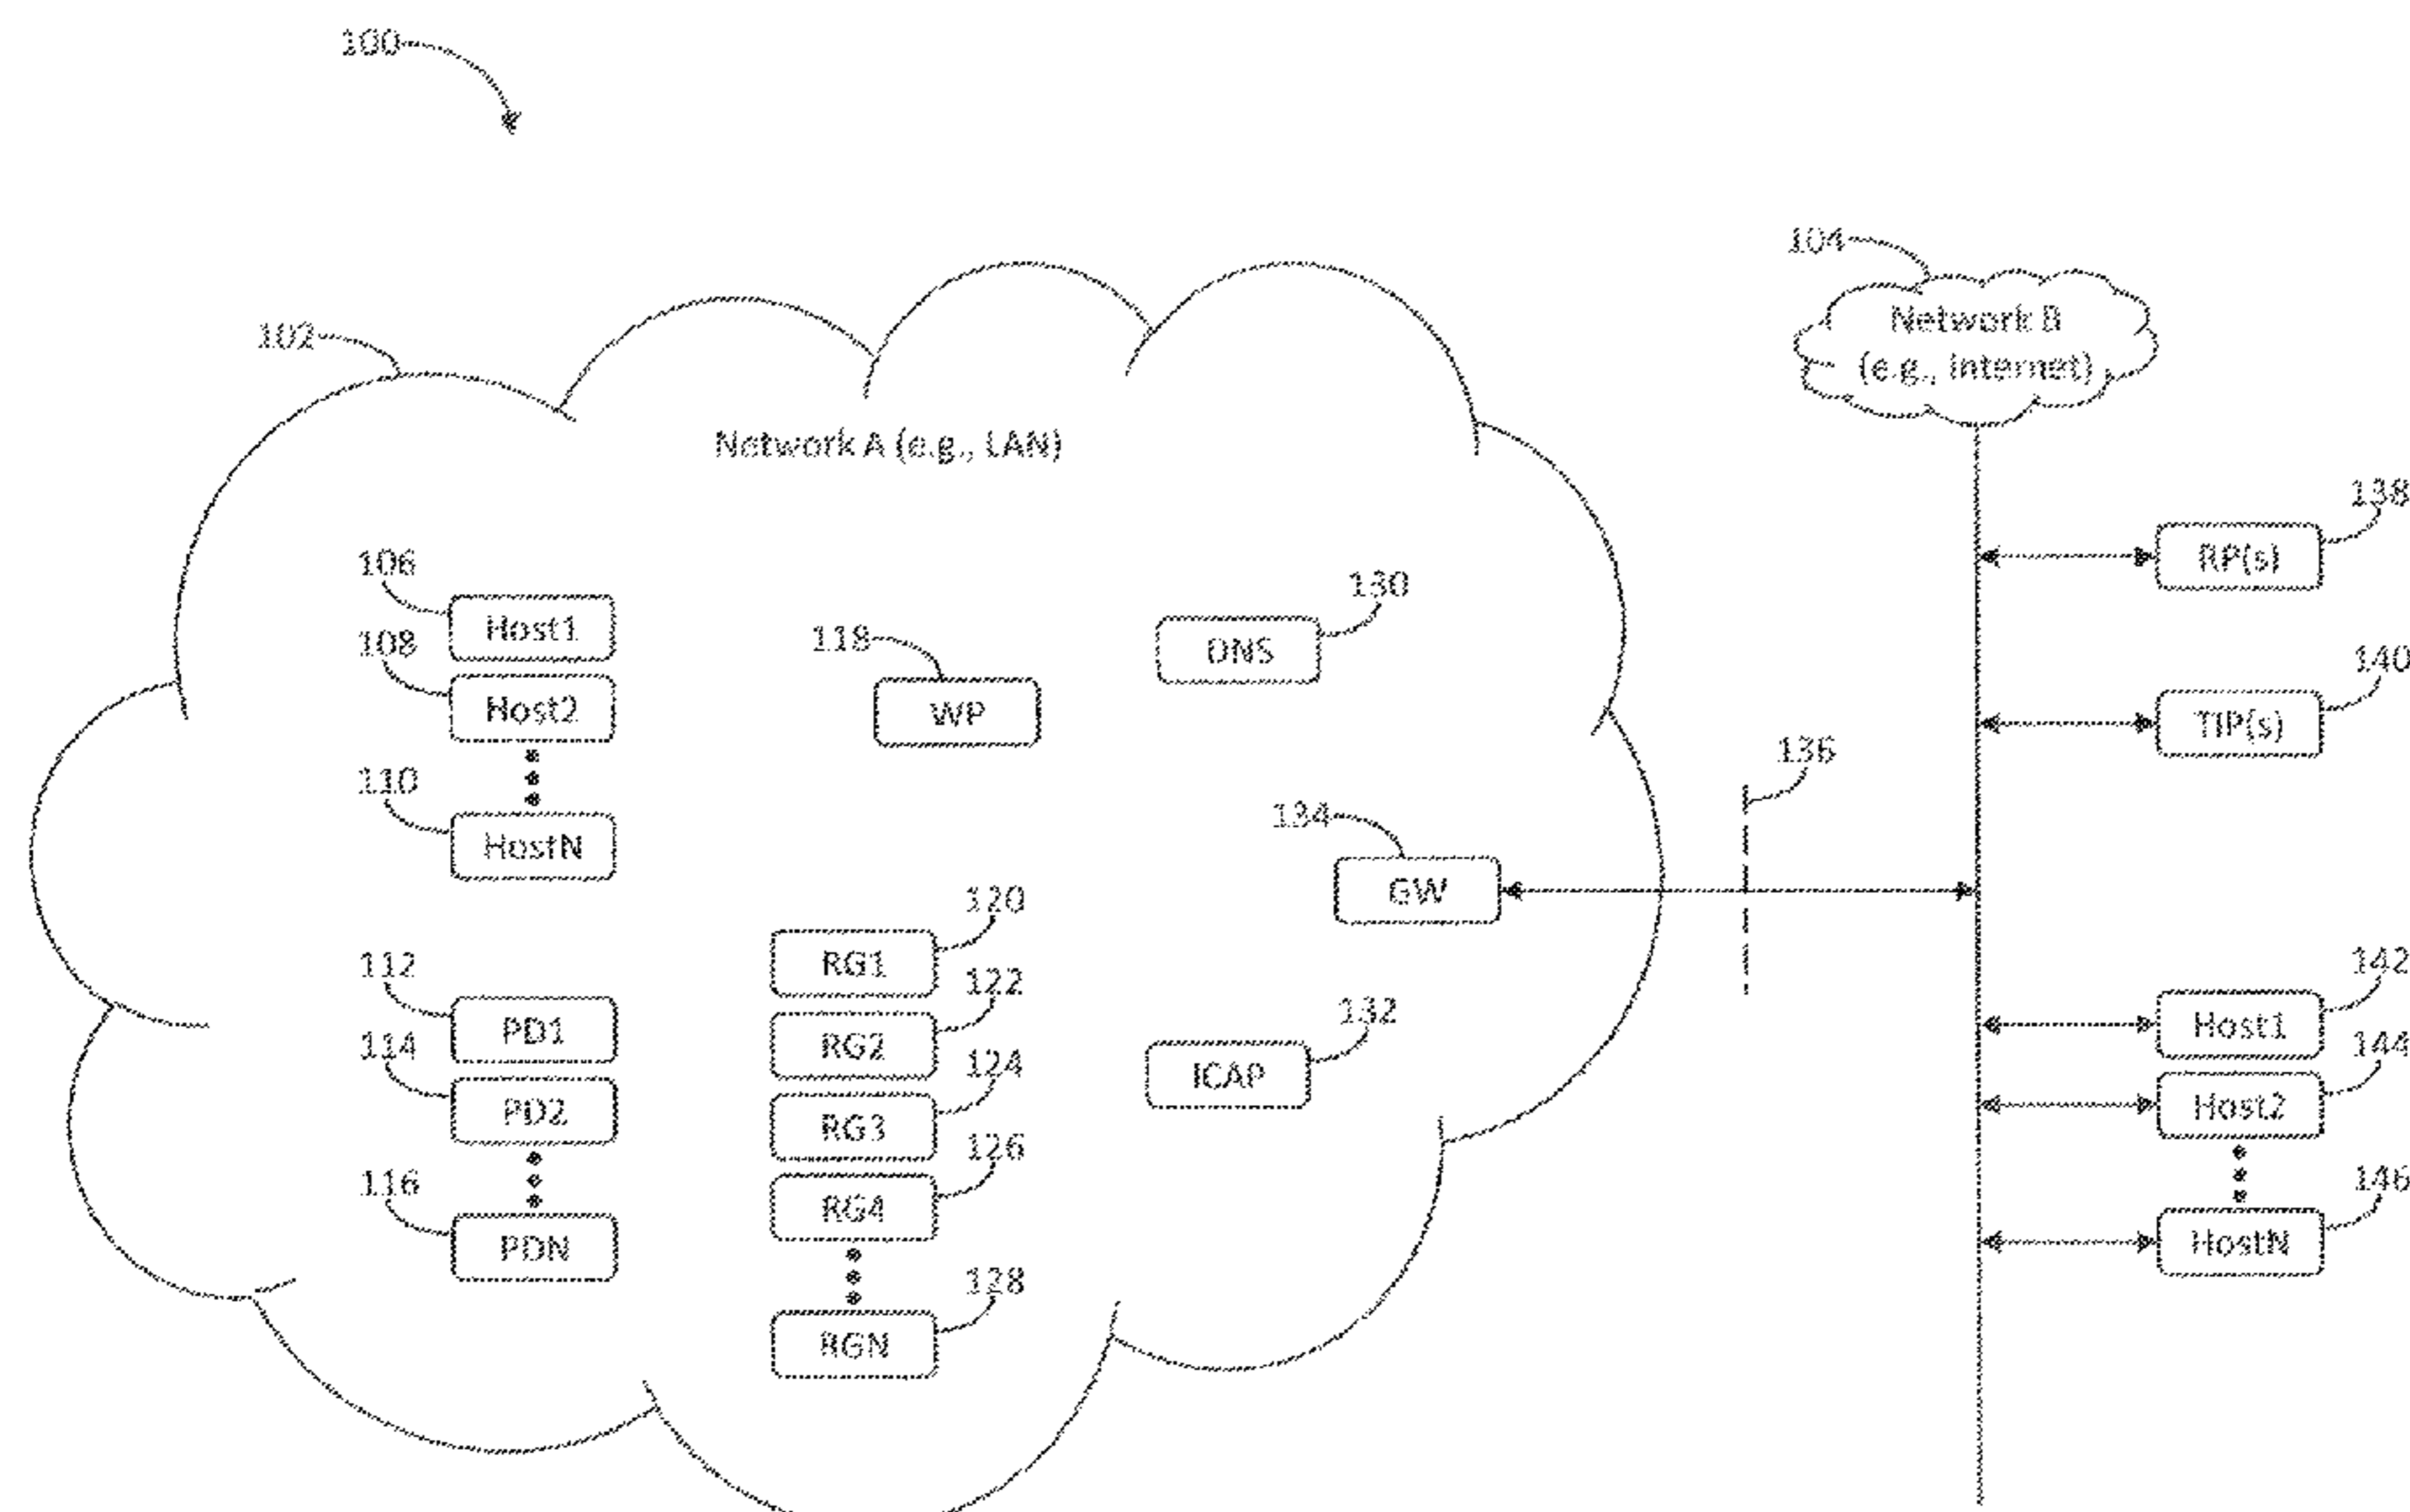 100
104
Network B
(e.g., Internet)
102
Network A (e.g., LAN)
138
RP(s)
106
Host1
130
DNS
118
108
Host2
WP
140
TIP(s)
136
110
HostN
134
GW
120
RG1
112
PD1
122
RG2
142
Host1
132
ICAP
114
PD2
124
RG3
144
Host2
126
RG4
116
PDN
146
HostN
128
RGN